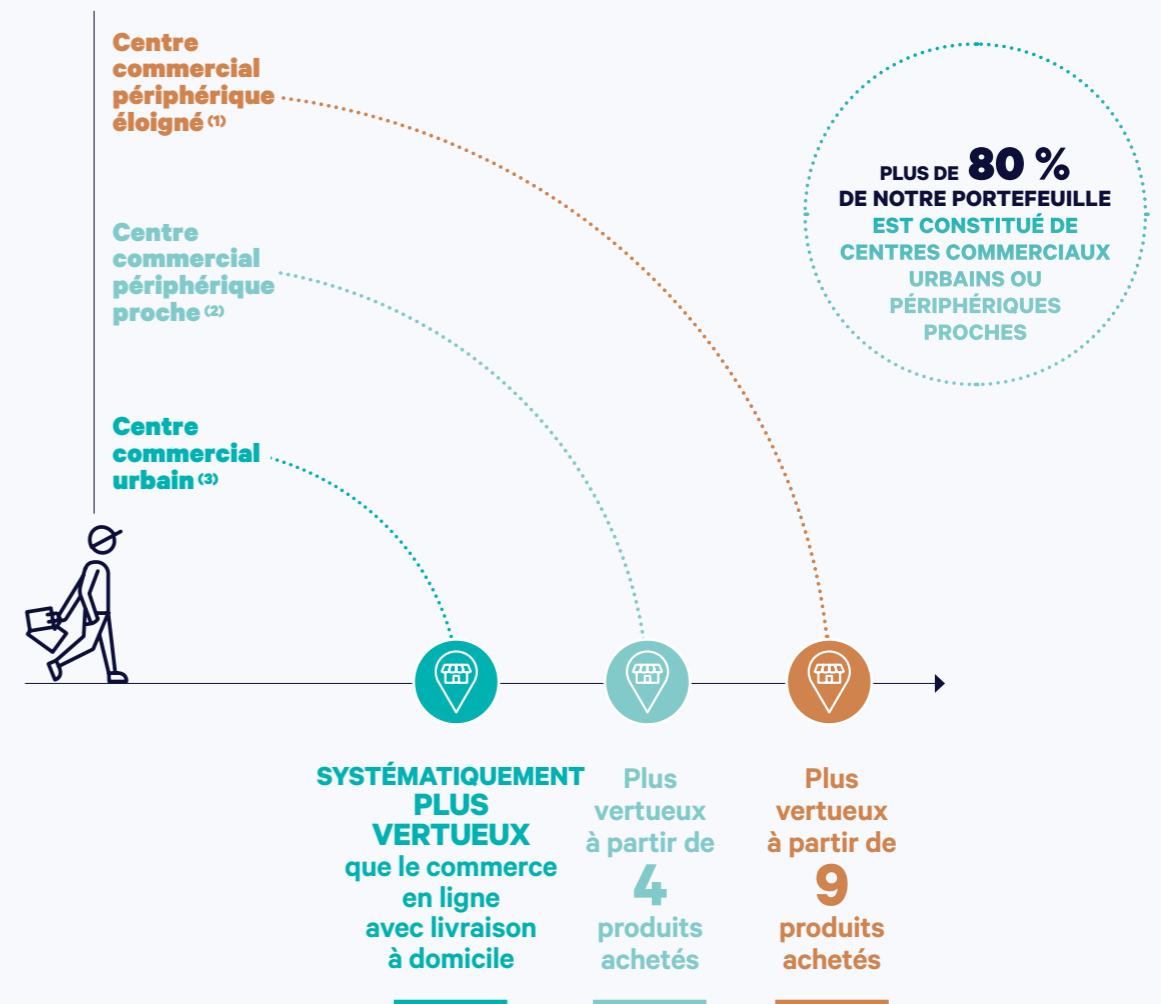 Centre
commercial
périphérique
éloigné (1)
Centre
commercial
périphérique
proche (2)
Centre
commercial
urbain (3)
PLUS DE 80 %
DE NOTRE PORTEFEUILLE
EST CONSTITUÉ DE
CENTRES COMMERCIAUX
URBAINS OU
PÉRIPHÉRIQUES
PROCHES
SYSTÉMATIQUEMENT
PLUS
VERTUEUX
que le commerce
en ligne
avec livraison
à domicile
Plus
vertueux
à partir de
4
produits
achetés
Plus
vertueux
à partir de
9
produits
achetés